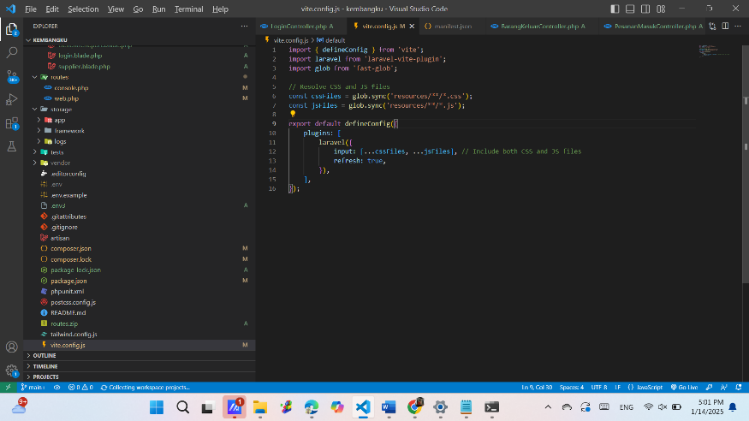 File Edit Selection View Go Run Terminal Help
vite.config.js - kembangku - Visual Studio Code
EXPLORER
KEMBANGKU
login.blade.php
supplier.blade.php
routes
console.php A
web.php M
storage
app
framework
logs
tests
vendor
.editorconfig
.env
.env.example
A
.gitattributes
.gitignore
artisan
composer.json M
composer.lock M
package-lock.json A
package.json M
phpunit.xml
postcss.config.js
README.md
routes.zip A
tailwind.config.js
vite.config.js M
OUTLINE
TIMELINE
PROJECTS
LoginController.php A
vite.config.js M
manifest.json
BarangKeluarController.php A
PesananMasukController.php A
vite.config.js > default
1 import { defineConfig } from 'vite';
2 import laravel from 'laravel-vite-plugin';
3 import glob from 'fast-glob';
4
5 // Resolve CSS and JS files
6 const cssFiles = glob.sync('resources/**/*.css');
7 const jsFiles = glob.sync('resources/**/*.js');
8
9 export default defineConfig({
10 plugins: [
11 laravel({
12 input: [...cssFiles, ...jsFiles], // Include both CSS and JS files
13 refresh: true,
14 }),
15 ],
16 });
main 0 0 Collecting workspace projects... Ln 9, Col 30 Spaces: 4 UTF-8 LF JavaScript Go Live
ENG
5:01 PM
1/14/2025